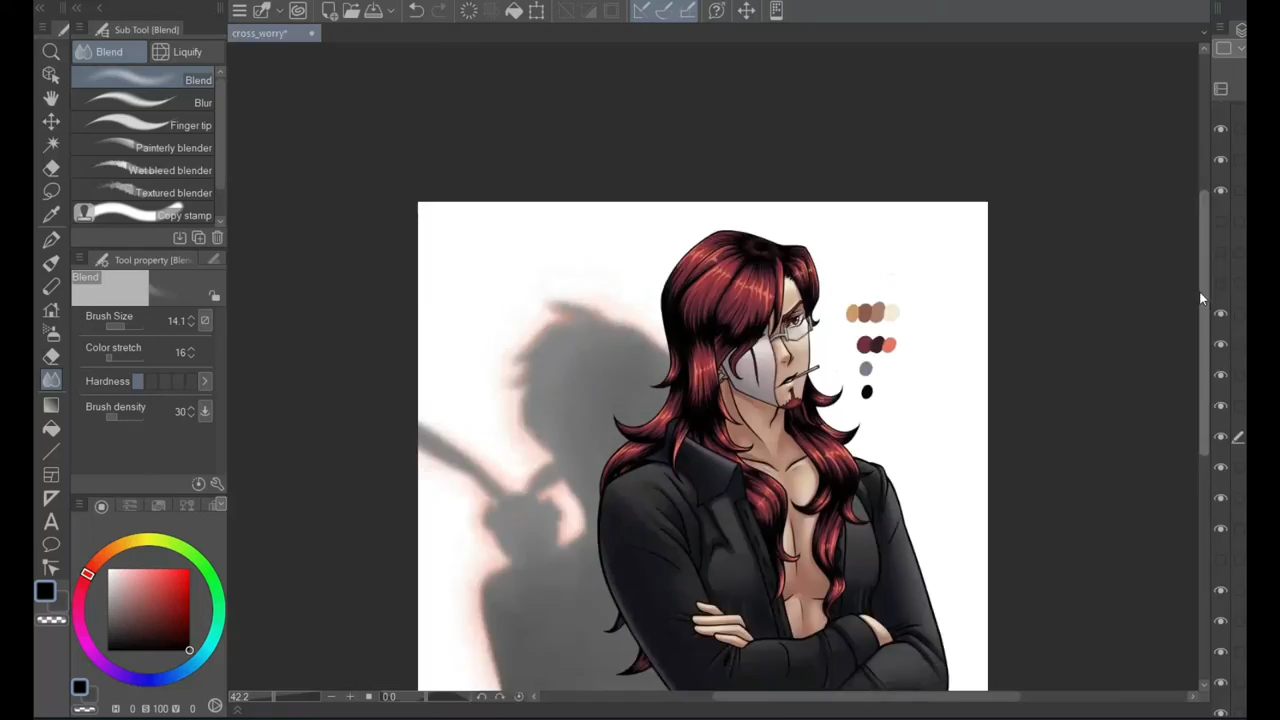 Sub Tool [Blend]
cross_worry*
Blend Liquify
Blend
Blur
Finger tip
Painterly blender
Wet bleed blender
Textured blender
Copy stamp
Tool property [Blend
Blend
Brush Size 14.1
Color stretch 16
Hardness
Brush density 30
A
42.2 0.0
H 0 S 100 V 0